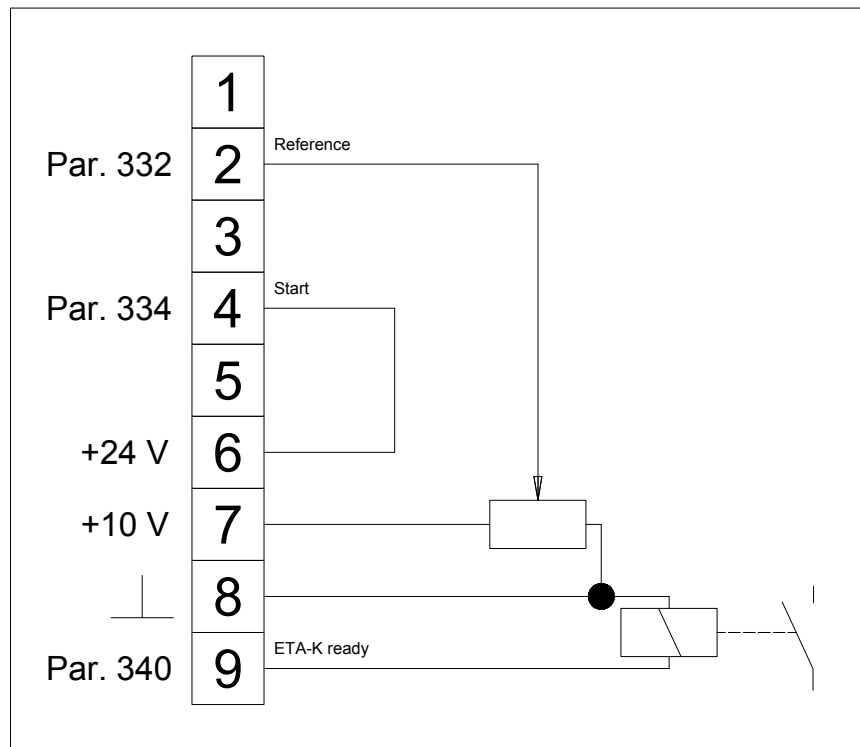 1
Par. 332 2 Reference
3
Par. 334 4 Start
5
+24 V 6
+10 V 7
8
Par. 340 9 ETA-K ready